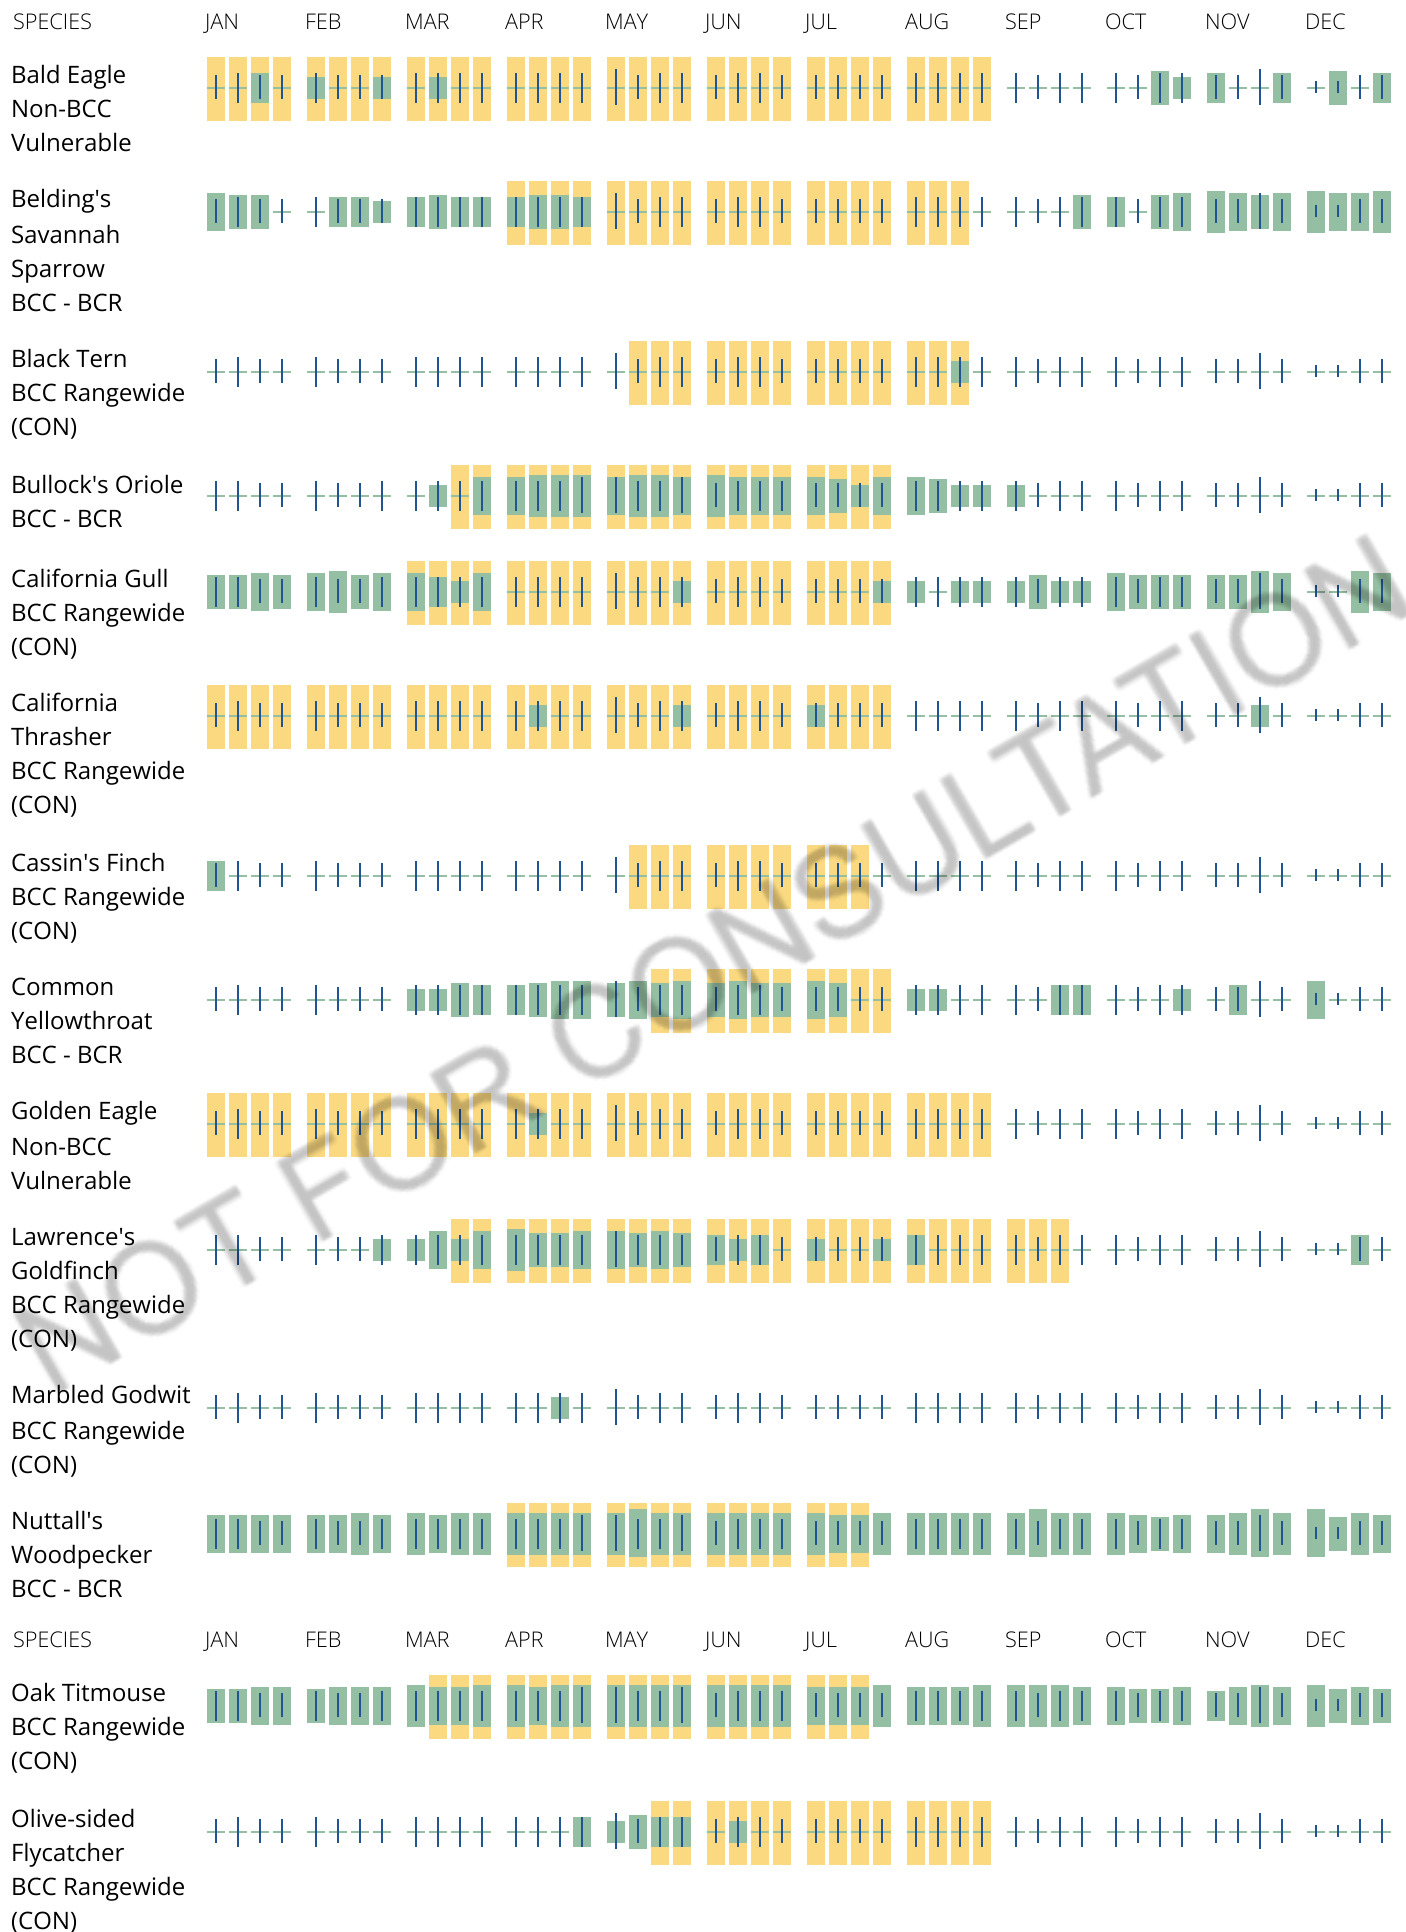 SPECIES JAN FEB MAR APR MAY JUN JUL AUG SEP OCT NOV DEC
Bald Eagle
Non-BCC
Vulnerable
Belding's
Savannah
Sparrow
BCC - BCR
Black Tern
BCC Rangewide
(CON)
Bullock's Oriole
BCC - BCR
California Gull
BCC Rangewide
(CON)
California
Thrasher
BCC Rangewide
(CON)
Cassin's Finch
BCC Rangewide
(CON)
Common
Yellowthroat
BCC - BCR
Golden Eagle
Non-BCC
Vulnerable
Lawrence's
Goldfinch
BCC Rangewide
(CON)
Marbled Godwit
BCC Rangewide
(CON)
Nuttall's
Woodpecker
BCC - BCR
SPECIES JAN FEB MAR APR MAY JUN JUL AUG SEP OCT NOV DEC
Oak Titmouse
BCC Rangewide
(CON)
Olive-sided
Flycatcher
BCC Rangewide
(CON)
NOT FOR CONSULTATION